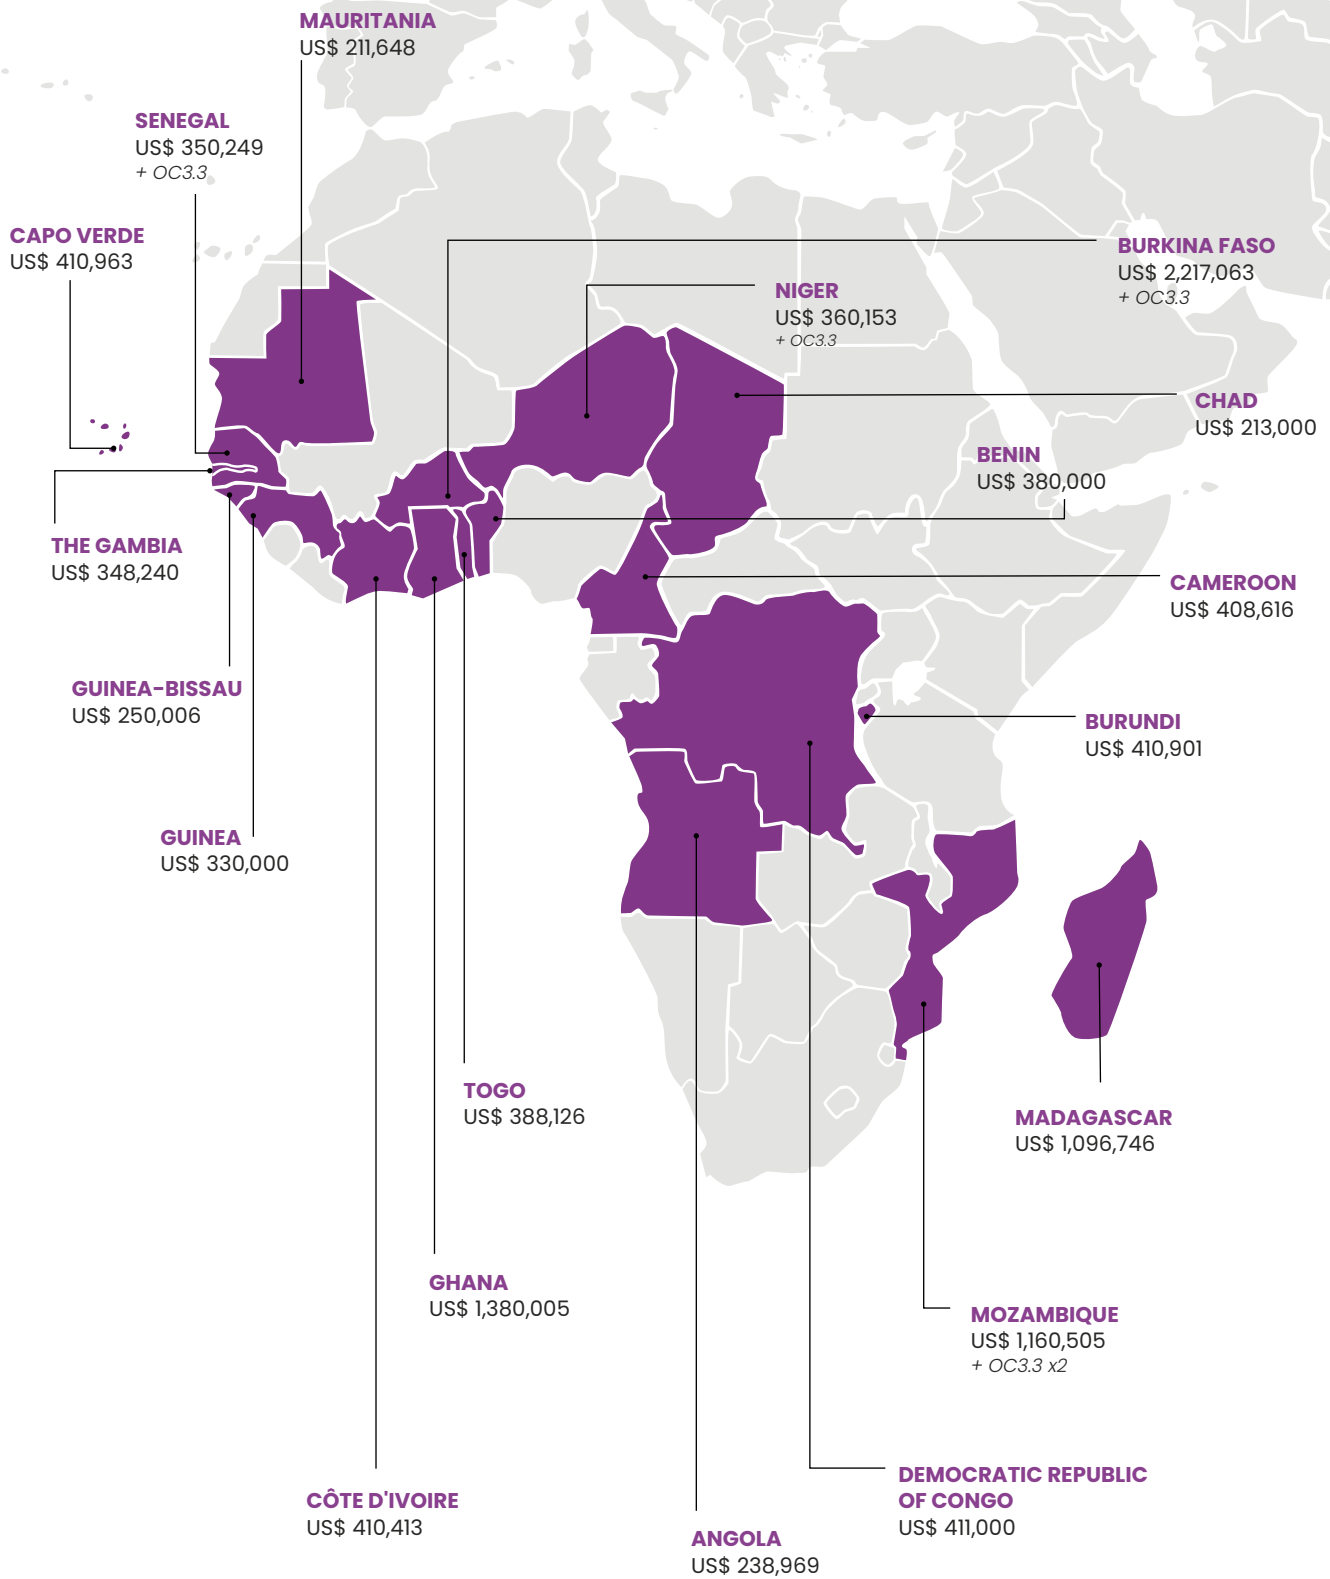 MAURITANIA
US$ 211,648
SENEGAL
US$ 350,249
+ OC3.3
CAPO VERDE
US$ 410,963
BURKINA FASO
US$ 2,217,063
+ OC3.3
NIGER
US$ 360,153
+ OC3.3
CHAD
US$ 213,000
BENIN
US$ 380,000
THE GAMBIA
US$ 348,240
CAMEROON
US$ 408,616
GUINEA-BISSAU
US$ 250,006
BURUNDI
US$ 410,901
GUINEA
US$ 330,000
TOGO
US$ 388,126
MADAGASCAR
US$ 1,096,746
GHANA
US$ 1,380,005
MOZAMBIQUE
US$ 1,160,505
+ OC3.3 x2
DEMOCRATIC REPUBLIC
OF CONGO
US$ 411,000
CÔTE D'IVOIRE
US$ 410,413
ANGOLA
US$ 238,969